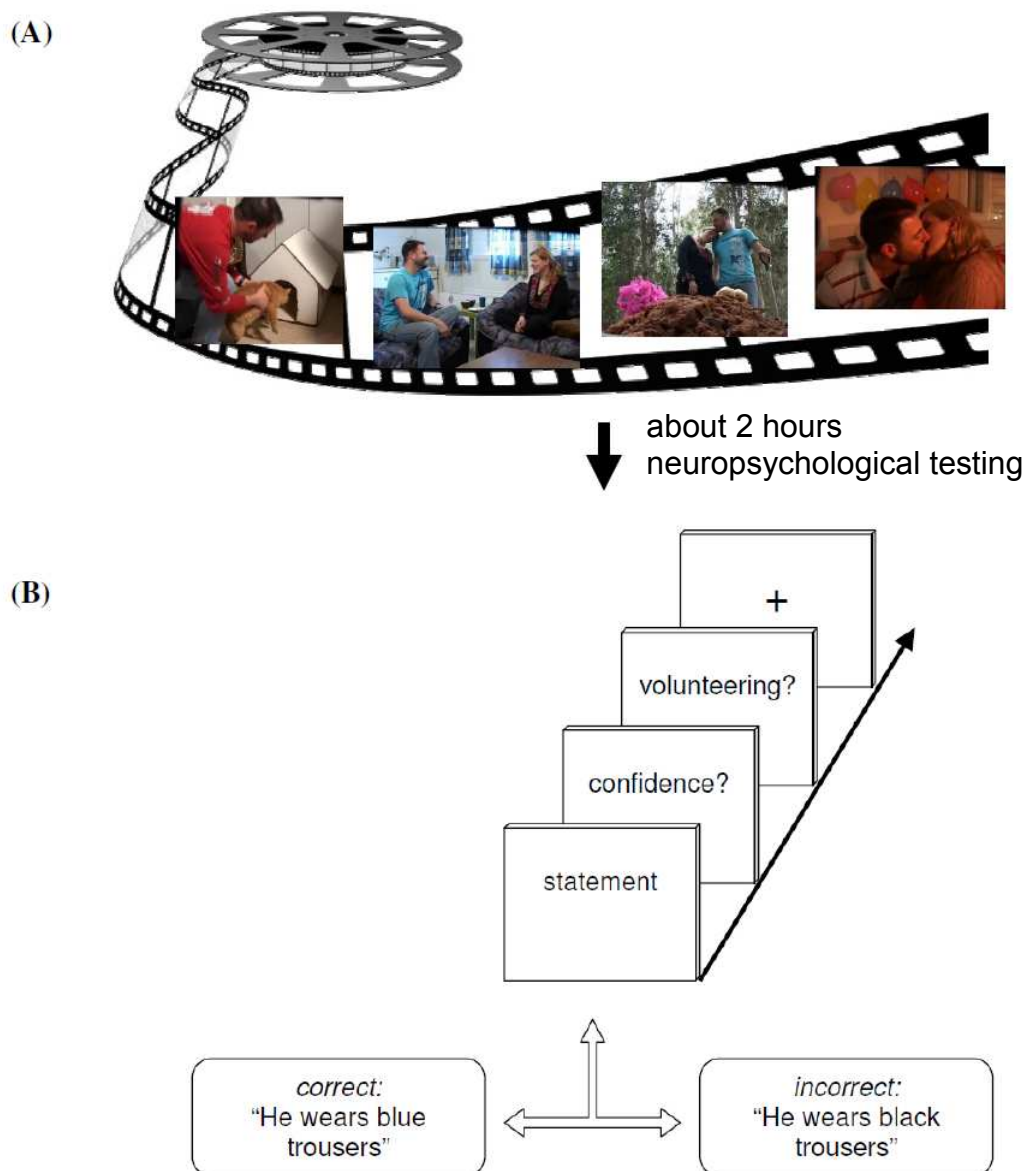 (A)
about 2 hours
neuropsychological testing
(B)
+
volunteering?
confidence?
statement
correct:
"He wears blue
trousers"
incorrect:
"He wears black
trousers"